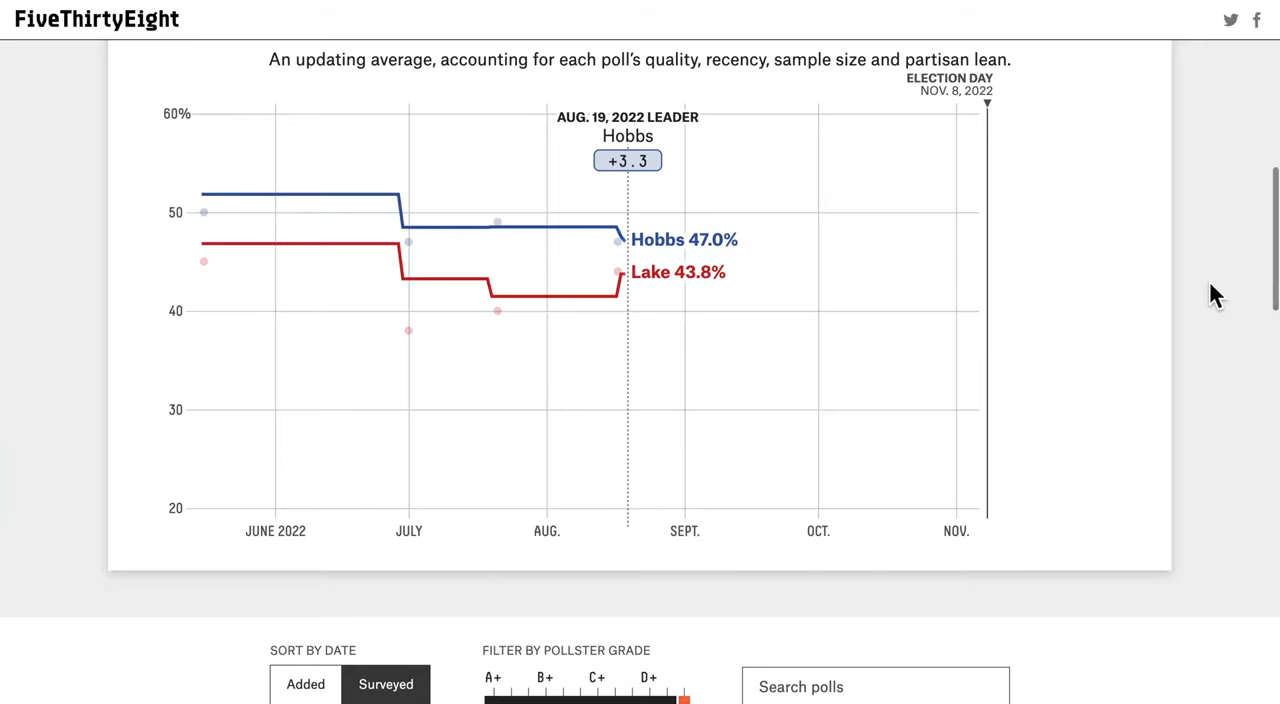 FiveThirtyEight
An updating average, accounting for each poll's quality, recency, sample size and partisan lean.
ELECTION DAY
NOV. 8, 2022
60%
AUG. 19, 2022 LEADER
Hobbs
+3.3
50
Hobbs 47.0%
Lake 43.8%
40
30
20
JUNE 2022 JULY AUG. SEPT. OCT. NOV.
SORT BY DATE
Added Surveyed
FILTER BY POLLSTER GRADE
A+ B+ C+ D+
Search polls